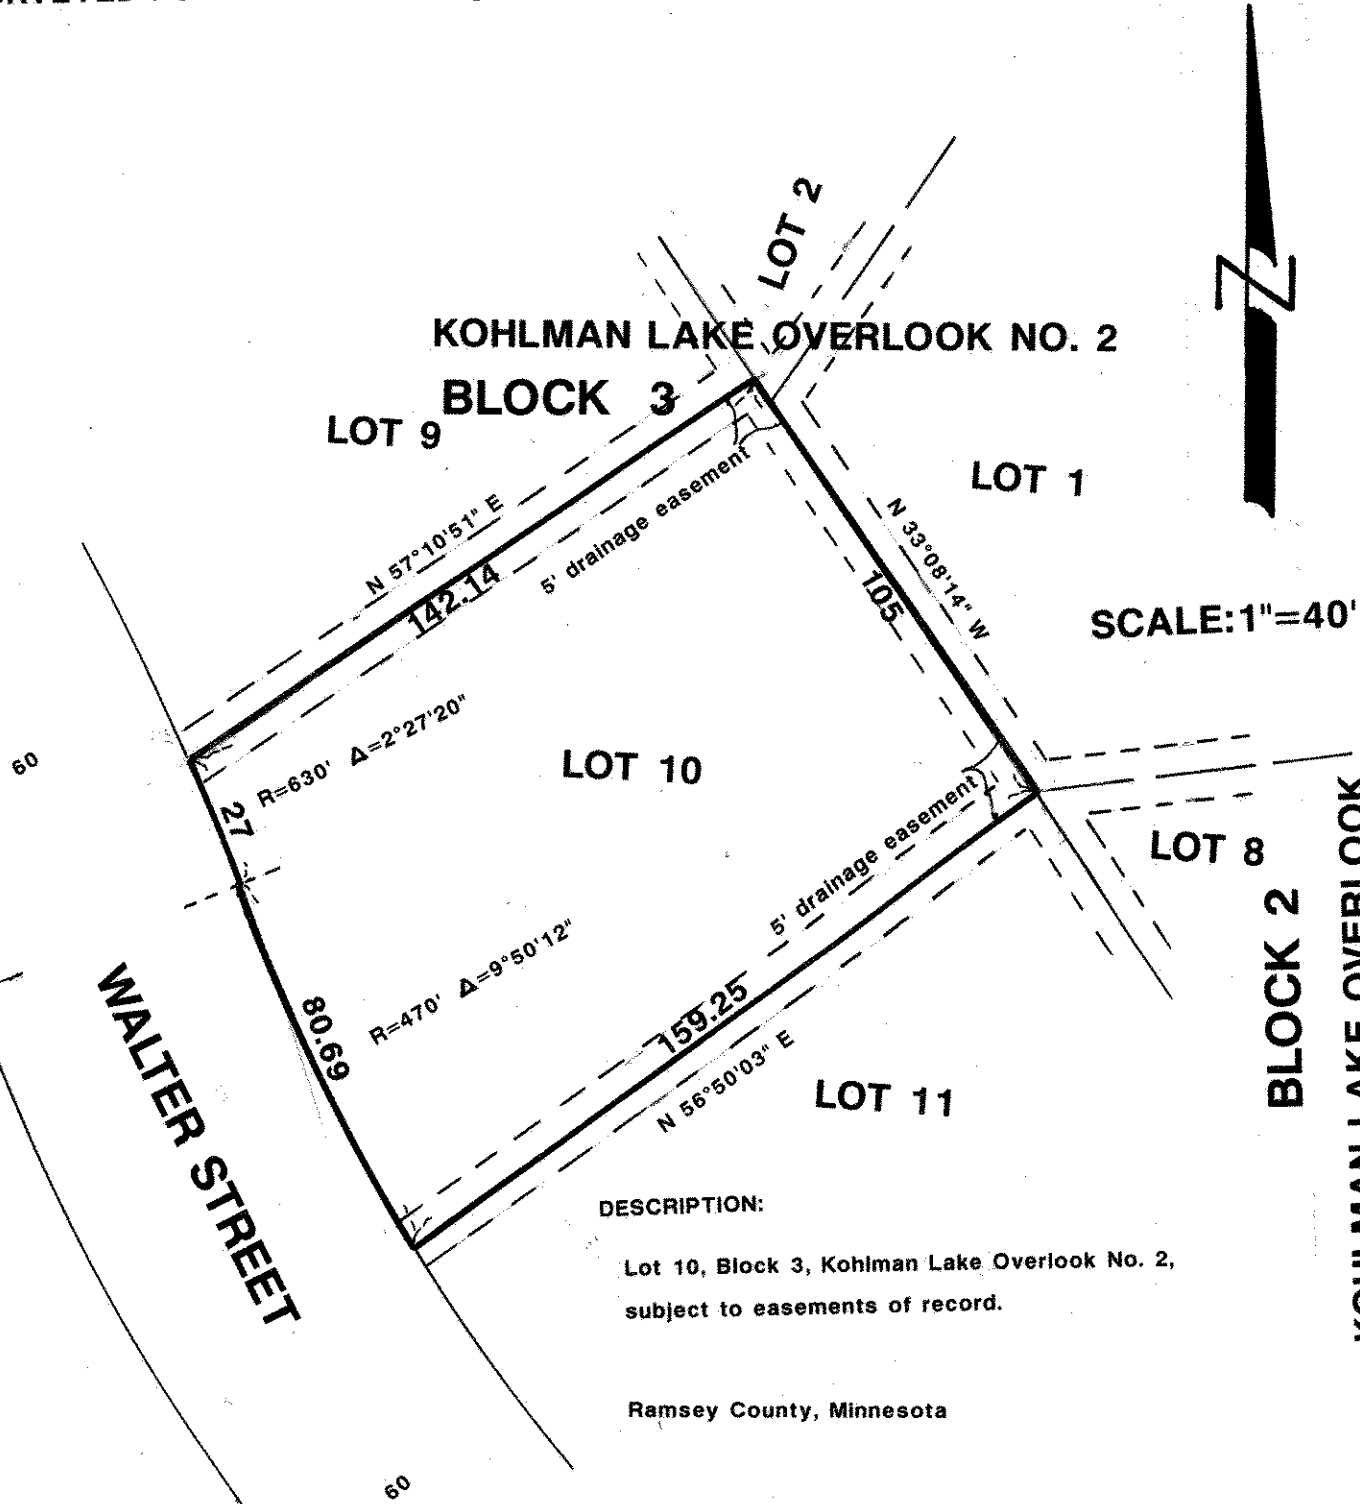 LOT 2
KOHLMAN LAKE OVERLOOK NO. 2
BLOCK 3
LOT 9
LOT 1
N 57°10'51" E
142.14
5' drainage easement
N 33°08'14" W
105
SCALE:1"=40'
60
R=630' Δ=2°27'20"
27
LOT 10
5' drainage easement
LOT 8
BLOCK 2
R=470' Δ=9°50'12"
80.69
WALTER STREET
159.25
N 56°50'03" E
LOT 11
KOHLMAN LAKE OVERLOOK
DESCRIPTION:
Lot 10, Block 3, Kohlman Lake Overlook No. 2,
subject to easements of record.
Ramsey County, Minnesota
60